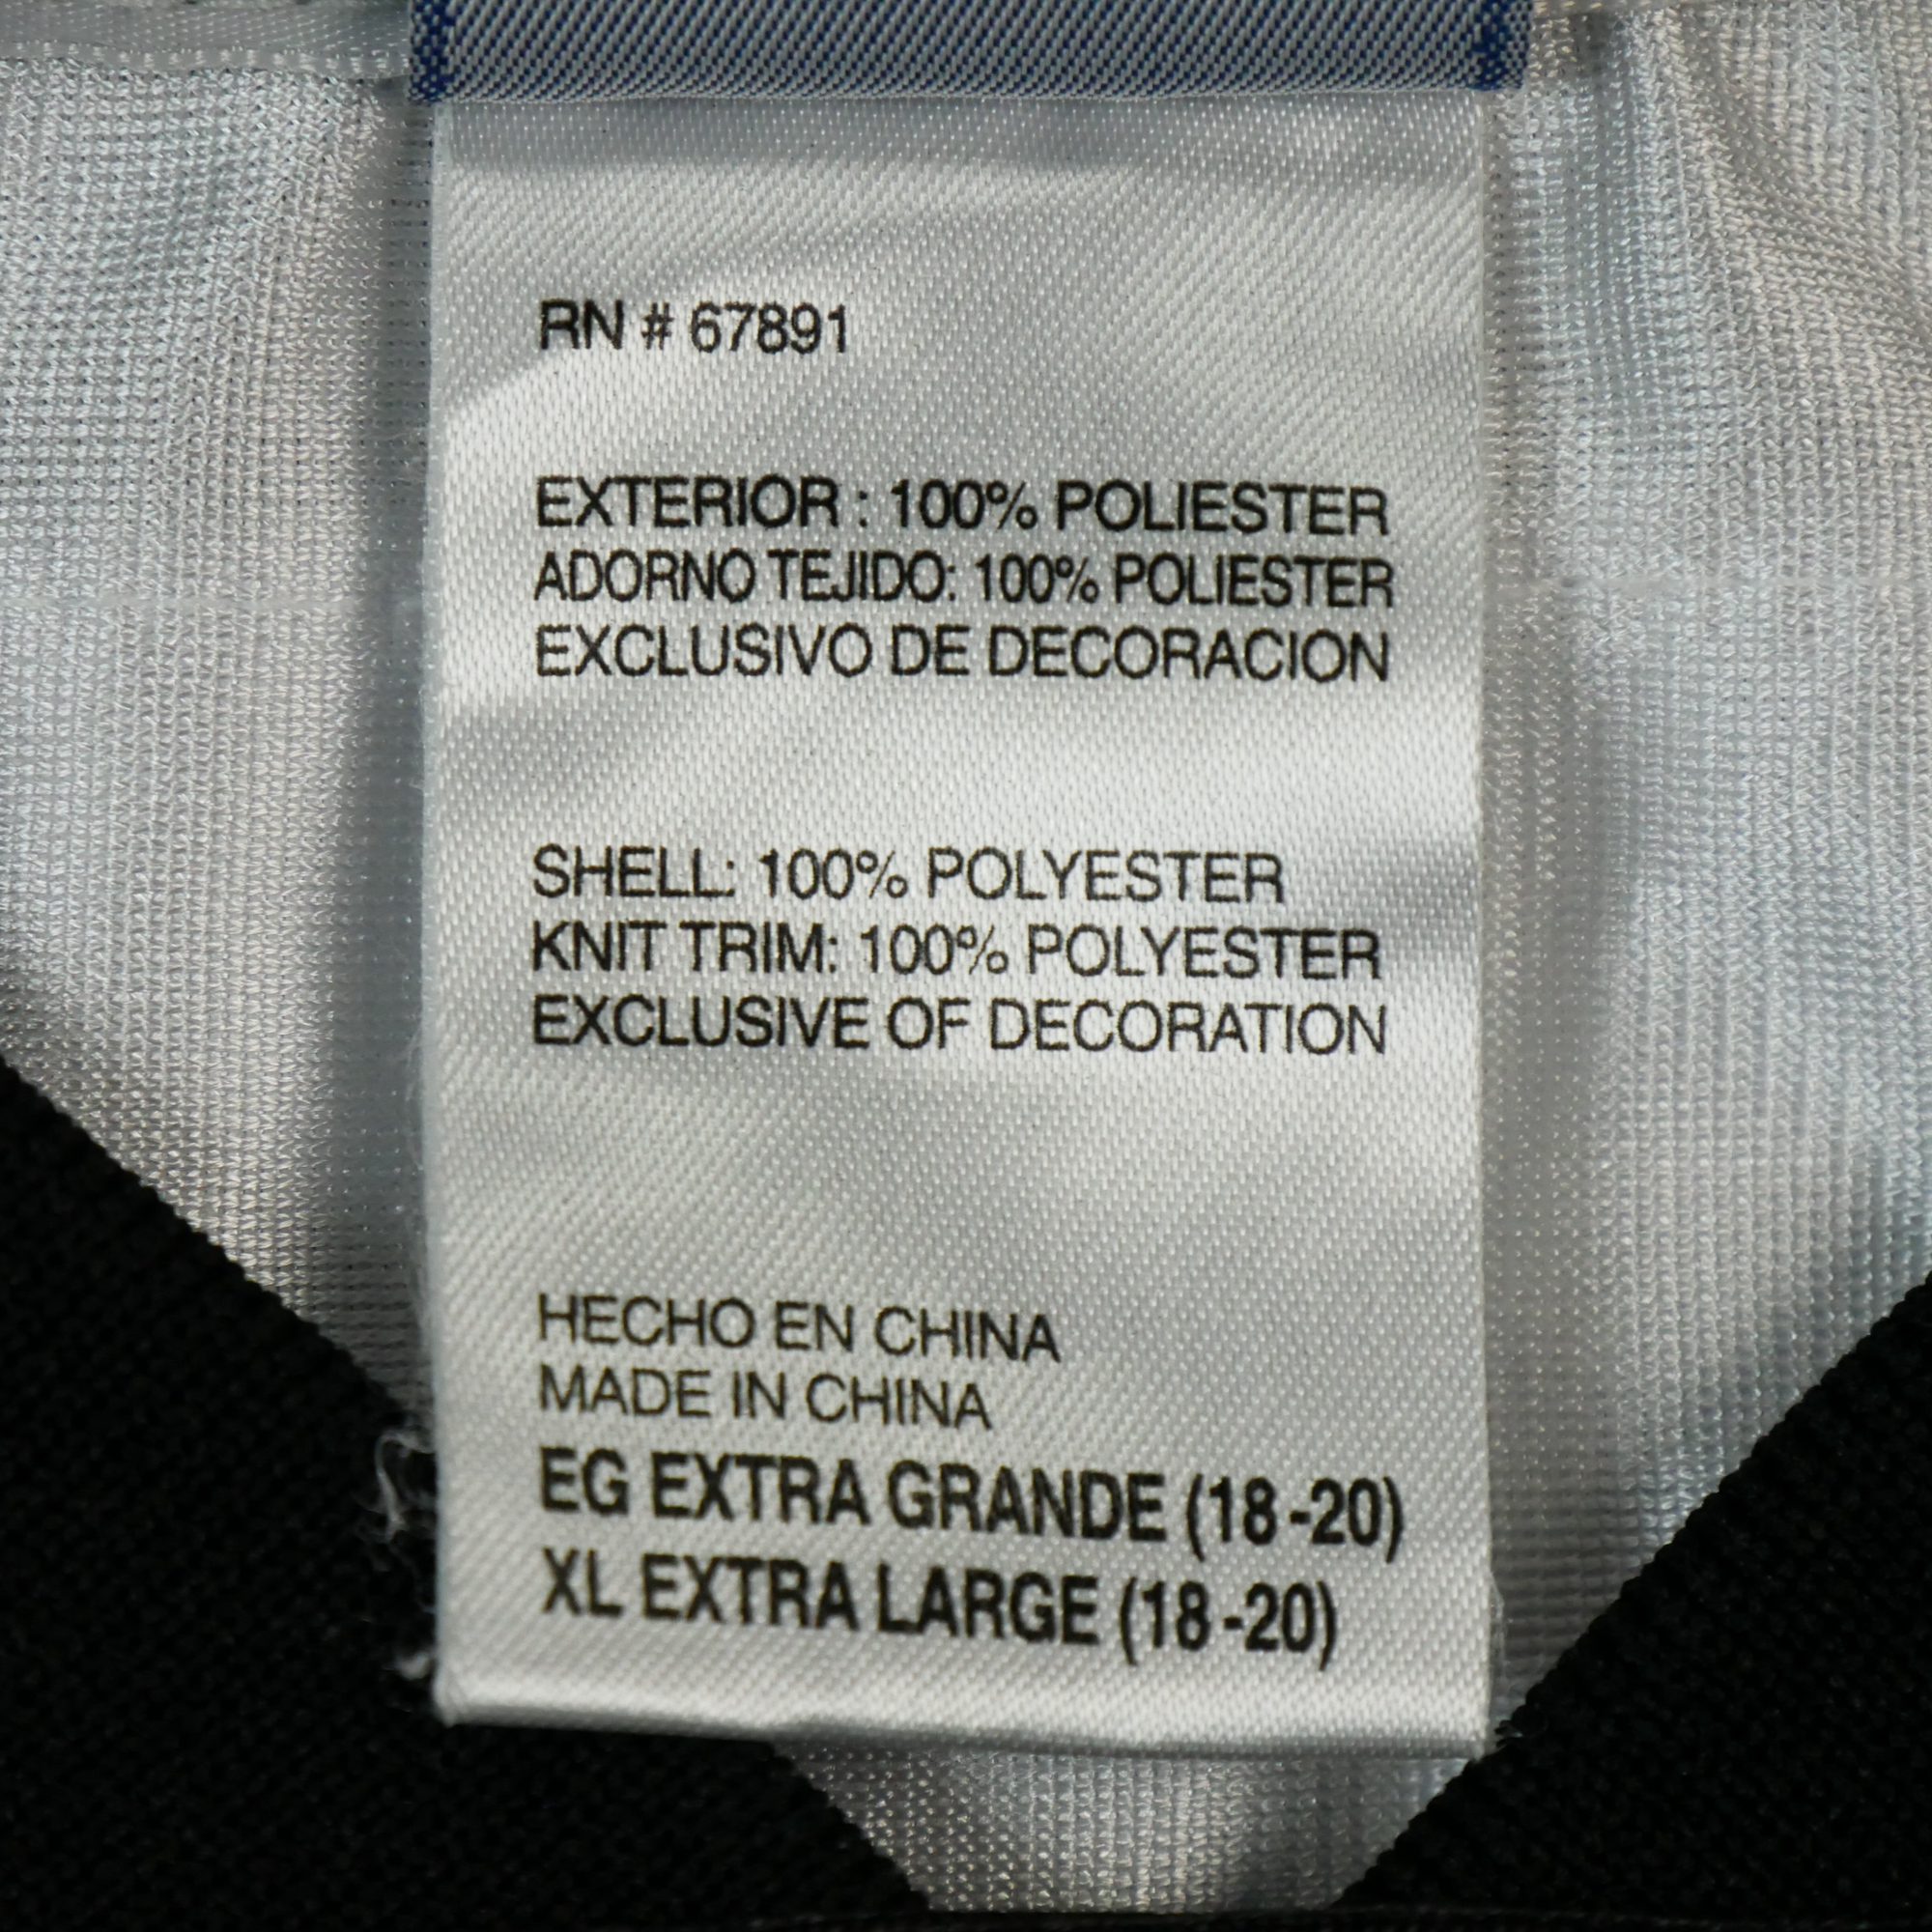 RN # 67891
EXTERIOR : 100% POLIESTER
ADORNO TEJIDO: 100% POLIESTER
EXCLUSIVO DE DECORACION
SHELL: 100% POLYESTER
KNIT TRIM: 100% POLYESTER
EXCLUSIVE OF DECORATION
HECHO EN CHINA
MADE IN CHINA
EG EXTRA GRANDE (18-20)
XL EXTRA LARGE (18-20)